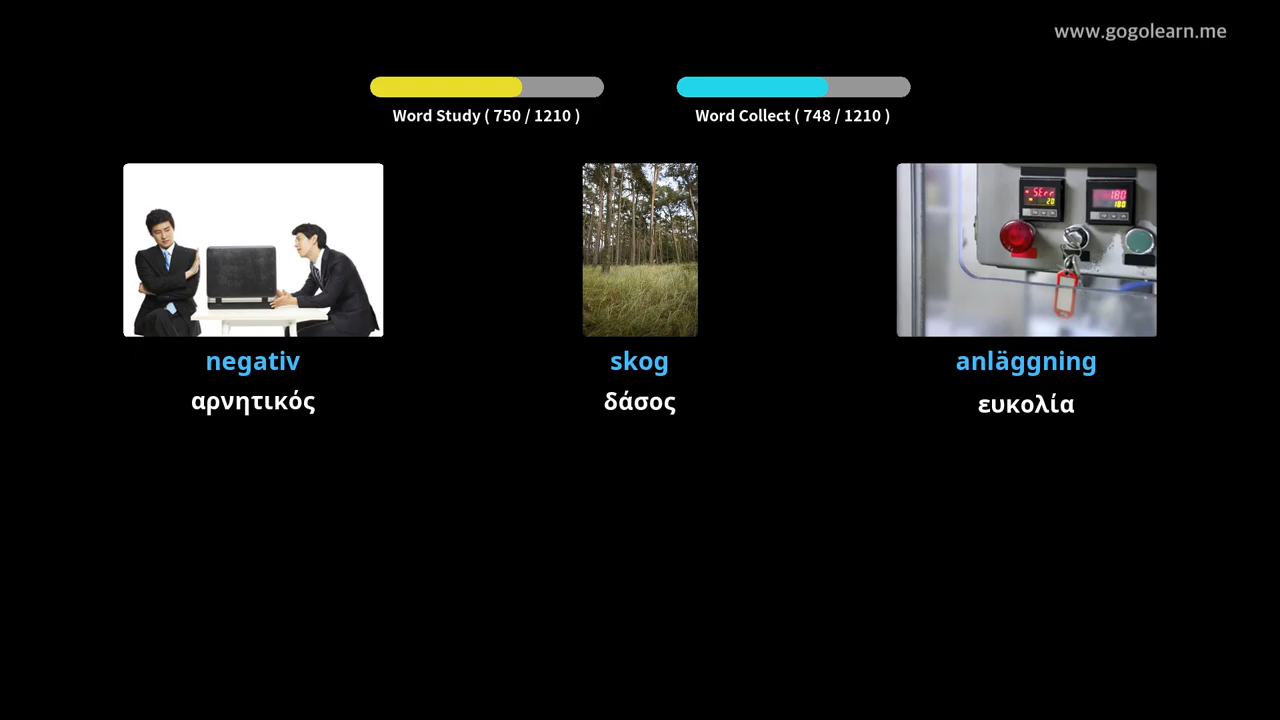 www.gogolearn.me
Word Study ( 750 / 1210 )
Word Collect ( 748 / 1210 )
negativ
αρνητικός
skog
δάσος
anläggning
ευκολία